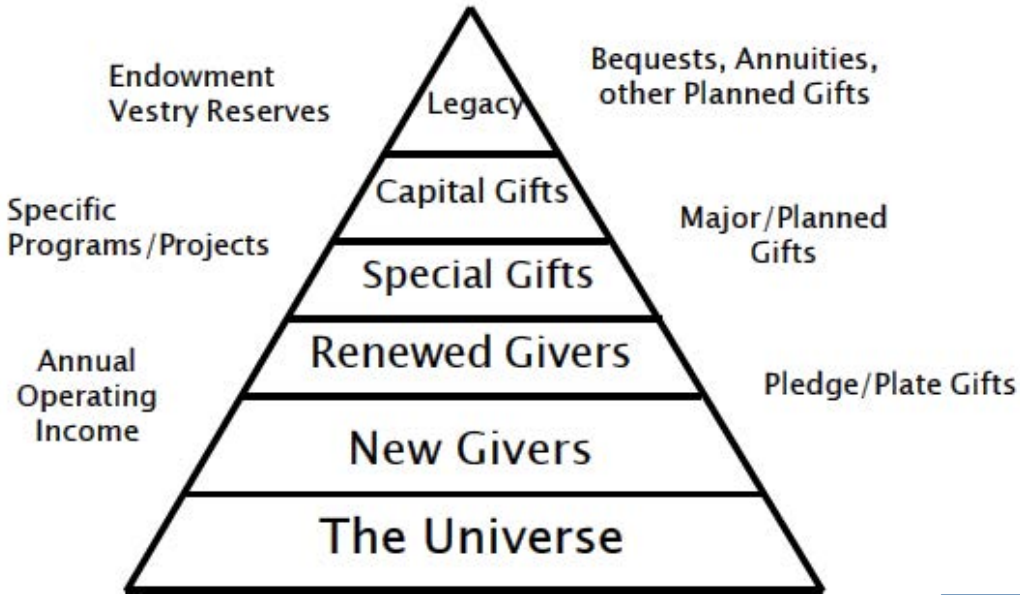 Endowment
Vestry Reserves
Bequests, Annuities,
other Planned Gifts
Legacy
Capital Gifts
Specific
Programs/Projects
Major/Planned
Gifts
Special Gifts
Renewed Givers
Annual
Operating
Income
Pledge/Plate Gifts
New Givers
The Universe